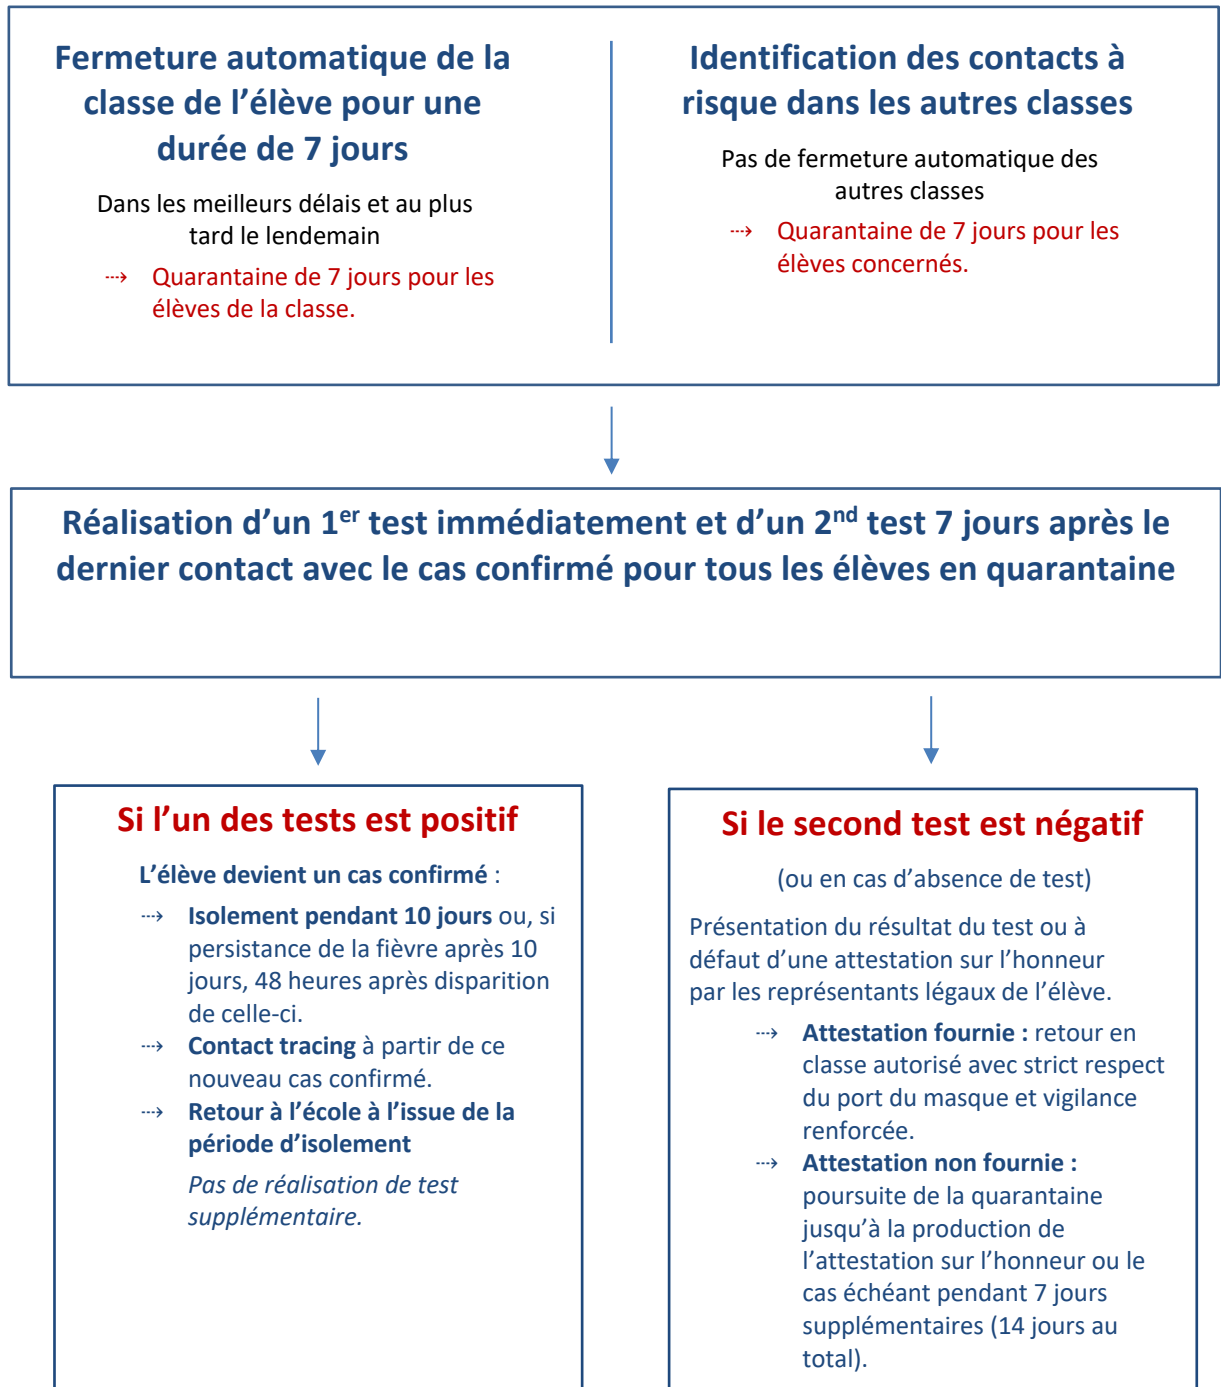 Fermeture automatique de la
classe de l’élève pour une
durée de 7 jours
Dans les meilleurs délais et au plus
tard le lendemain
⇢ Quarantaine de 7 jours pour les
élèves de la classe.
Identification des contacts à
risque dans les autres classes
Pas de fermeture automatique des
autres classes
⇢ Quarantaine de 7 jours pour les
élèves concernés.
Réalisation d’un 1er test immédiatement et d’un 2nd test 7 jours après le
dernier contact avec le cas confirmé pour tous les élèves en quarantaine
Si l’un des tests est positif
L’élève devient un cas confirmé :
⇢ Isolement pendant 10 jours ou, si
persistance de la fièvre après 10
jours, 48 heures après disparition
de celle-ci.
⇢ Contact tracing à partir de ce
nouveau cas confirmé.
⇢ Retour à l’école à l’issue de la
période d’isolement
Pas de réalisation de test
supplémentaire.
Si le second test est négatif
(ou en cas d’absence de test)
Présentation du résultat du test ou à
défaut d’une attestation sur l’honneur
par les représentants légaux de l’élève.
⇢ Attestation fournie : retour en
classe autorisé avec strict respect
du port du masque et vigilance
renforcée.
⇢ Attestation non fournie :
poursuite de la quarantaine
jusqu’à la production de
l’attestation sur l’honneur ou le
cas échéant pendant 7 jours
supplémentaires (14 jours au
total).